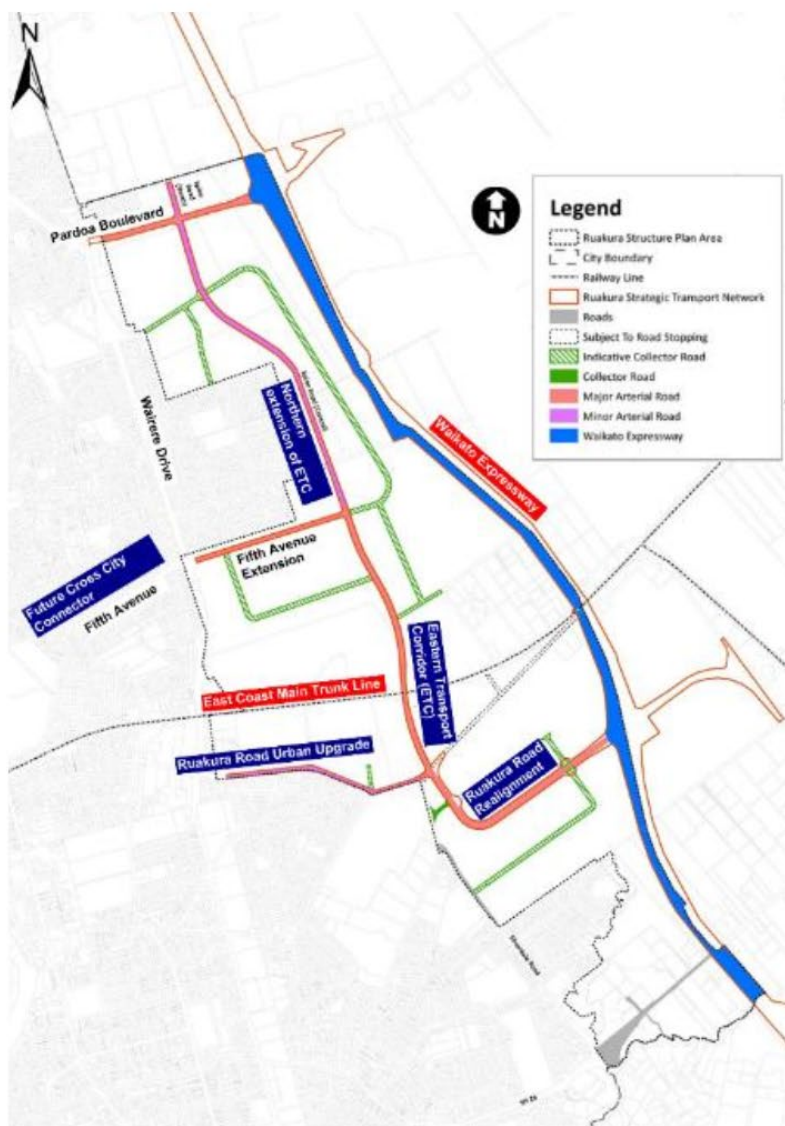 N
Pardoa Boulevard
N
Legend
Ruakura Structure Plan Area
City Boundary
Railway Line
Ruakura Strategic Transport Network
Roads
Subject To Road Stopping
Indicative Collector Road
Collector Road
Major Arterial Road
Minor Arterial Road
Waikato Expressway
Wairere Drive
Northern
extension of ETC
Waikato Expressway
Fifth Avenue
Extension
Future Cross City
Connector
Fifth Avenue
Eastern Transport
Corridor (ETC)
East Coast Main Trunk Line
Ruakura Road Urban Upgrade
Ruakura Road
Realignment